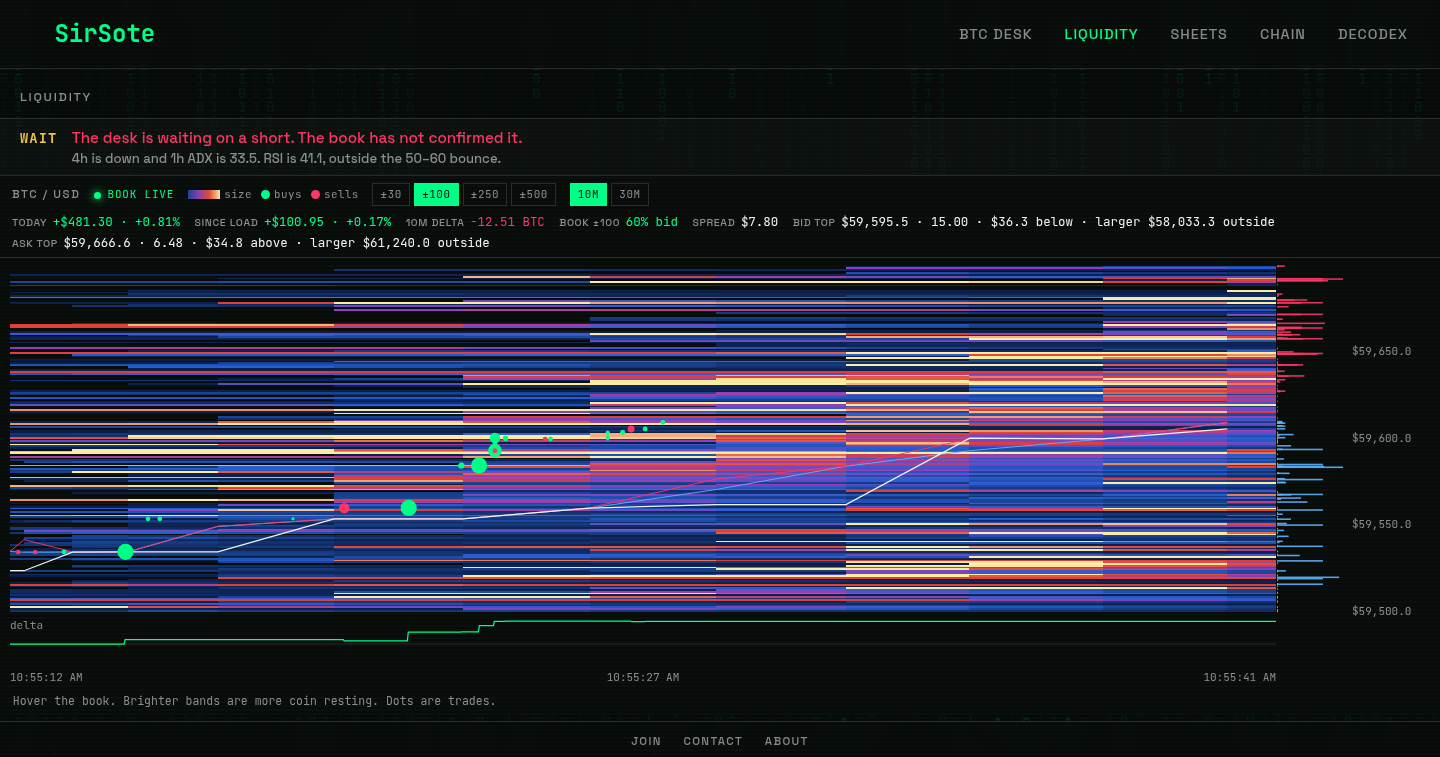 SirSote
BTC DESK LIQUIDITY SHEETS CHAIN DECODEX
LIQUIDITY
WAIT The desk is waiting on a short. The book has not confirmed it.
4h is down and 1h ADX is 33.5. RSI is 41.1, outside the 50–60 bounce.
BTC / USD BOOK LIVE size buys sells ±30 ±100 ±250 ±500 10M 30M
TODAY +$481.30 · +0.81% SINCE LOAD +$100.95 · +0.17% 10M DELTA -12.51 BTC BOOK ±100 60% bid SPREAD $7.80 BID TOP $59,595.5 · 15.00 · $36.3 below · larger $58,033.3 outside
ASK TOP $59,666.6 · 6.48 · $34.8 above · larger $61,240.0 outside
$59,650.0
$59,600.0
$59,550.0
$59,500.0
delta
10:55:12 AM 10:55:27 AM 10:55:41 AM
Hover the book. Brighter bands are more coin resting. Dots are trades.
JOIN CONTACT ABOUT